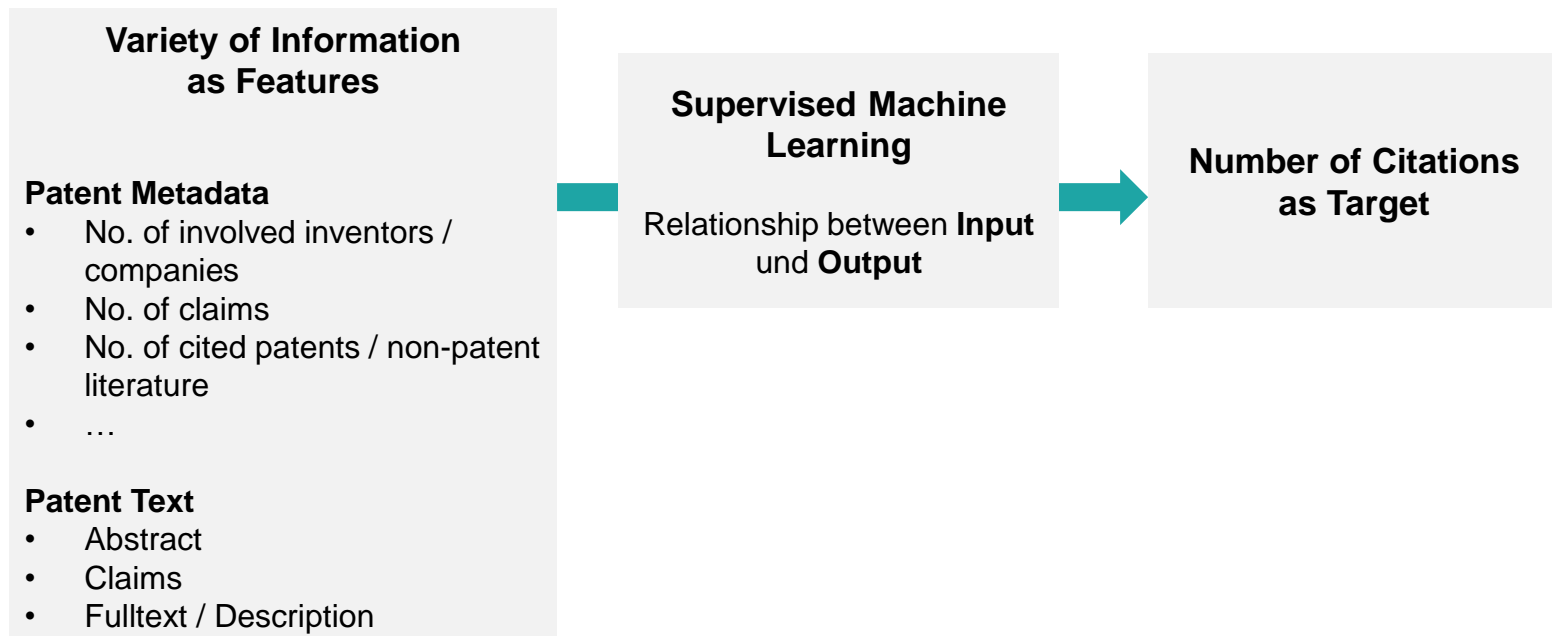 Variety of Information
as Features
Patent Metadata
• No. of involved inventors /
companies
• No. of claims
• No. of cited patents / non-patent
literature
• …
Patent Text
• Abstract
• Claims
• Fulltext / Description
Supervised Machine
Learning
Relationship between Input
und Output
Number of Citations
as Target